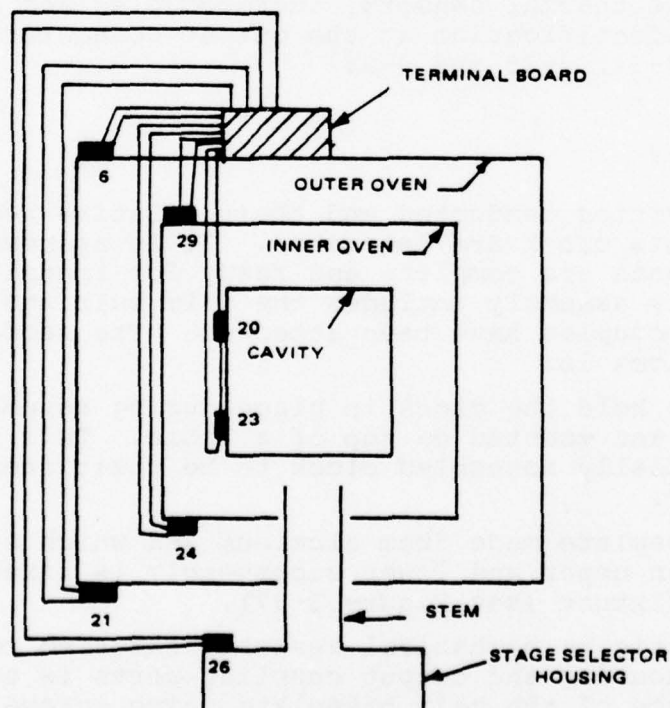 TERMINAL BOARD
6
OUTER OVEN
29
INNER OVEN
20
CAVITY
23
24
21
STEM
26
STAGE SELECTOR
HOUSING